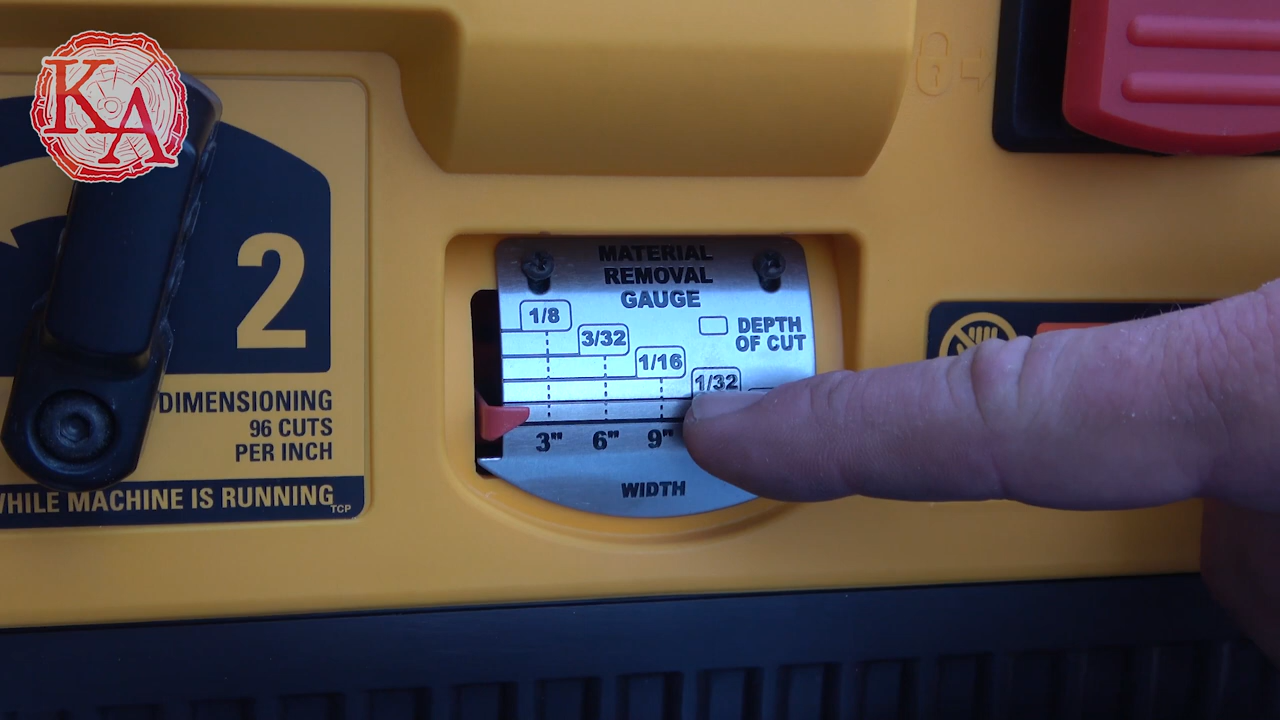 KA
2
DIMENSIONING
96 CUTS
PER INCH
WHILE MACHINE IS RUNNING
TCP
MATERIAL
REMOVAL
GAUGE
1/8
3/32
1/16
1/32
DEPTH
OF CUT
3" 6" 9"
WIDTH